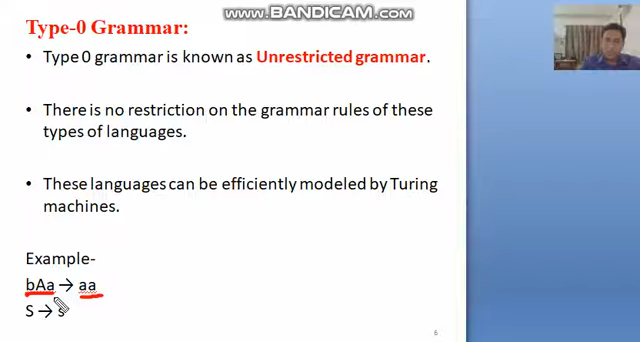 WWW.BANDICAM.COM
Type-0 Grammar:
• Type 0 grammar is known as Unrestricted grammar.
• There is no restriction on the grammar rules of these
types of languages.
• These languages can be efficiently modeled by Turing
machines.
Example-
bAa → aa
S → s
6